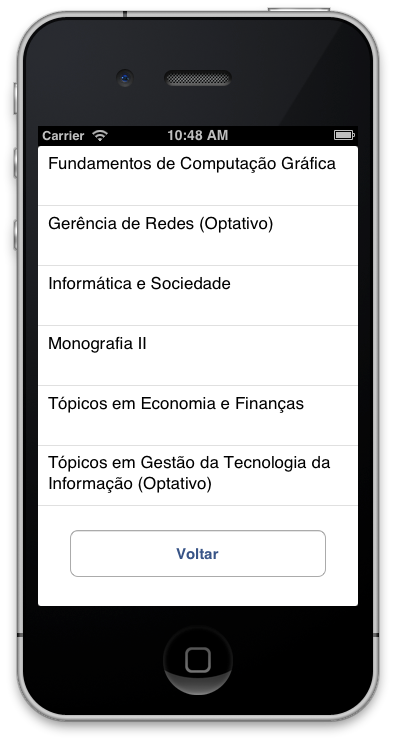 Carrier 10:48 AM
Fundamentos de Computação Gráfica
Gerência de Redes (Optativo)
Informática e Sociedade
Monografia II
Tópicos em Economia e Finanças
Tópicos em Gestão da Tecnologia da
Informação (Optativo)
Voltar